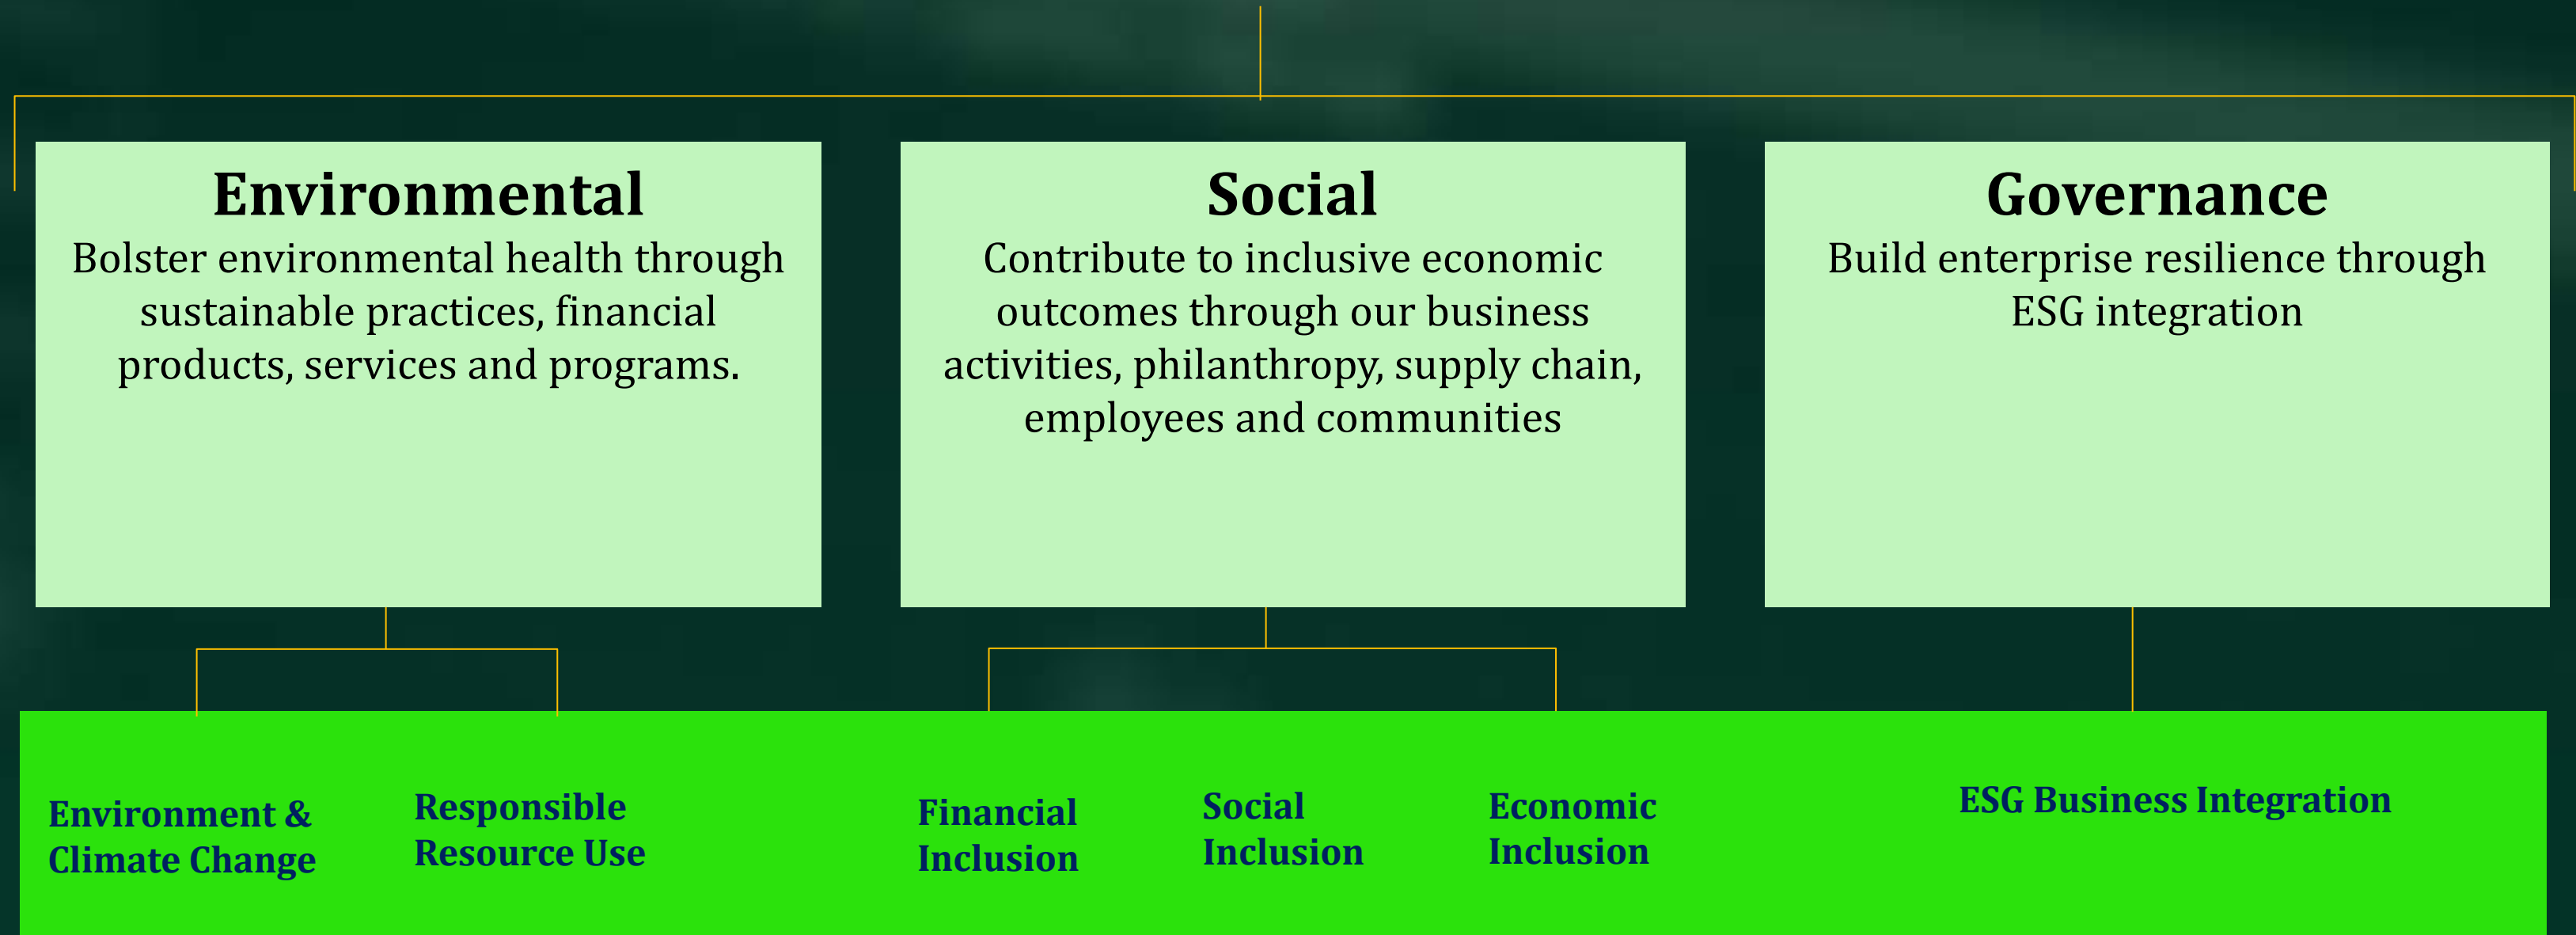 Environmental
Bolster environmental health through
sustainable practices, financial
products, services and programs.
Social
Contribute to inclusive economic
outcomes through our business
activities, philanthropy, supply chain,
employees and communities
Governance
Build enterprise resilience through
ESG integration
Environment &
Climate Change
Responsible
Resource Use
Financial
Inclusion
Social
Inclusion
Economic
Inclusion
ESG Business Integration